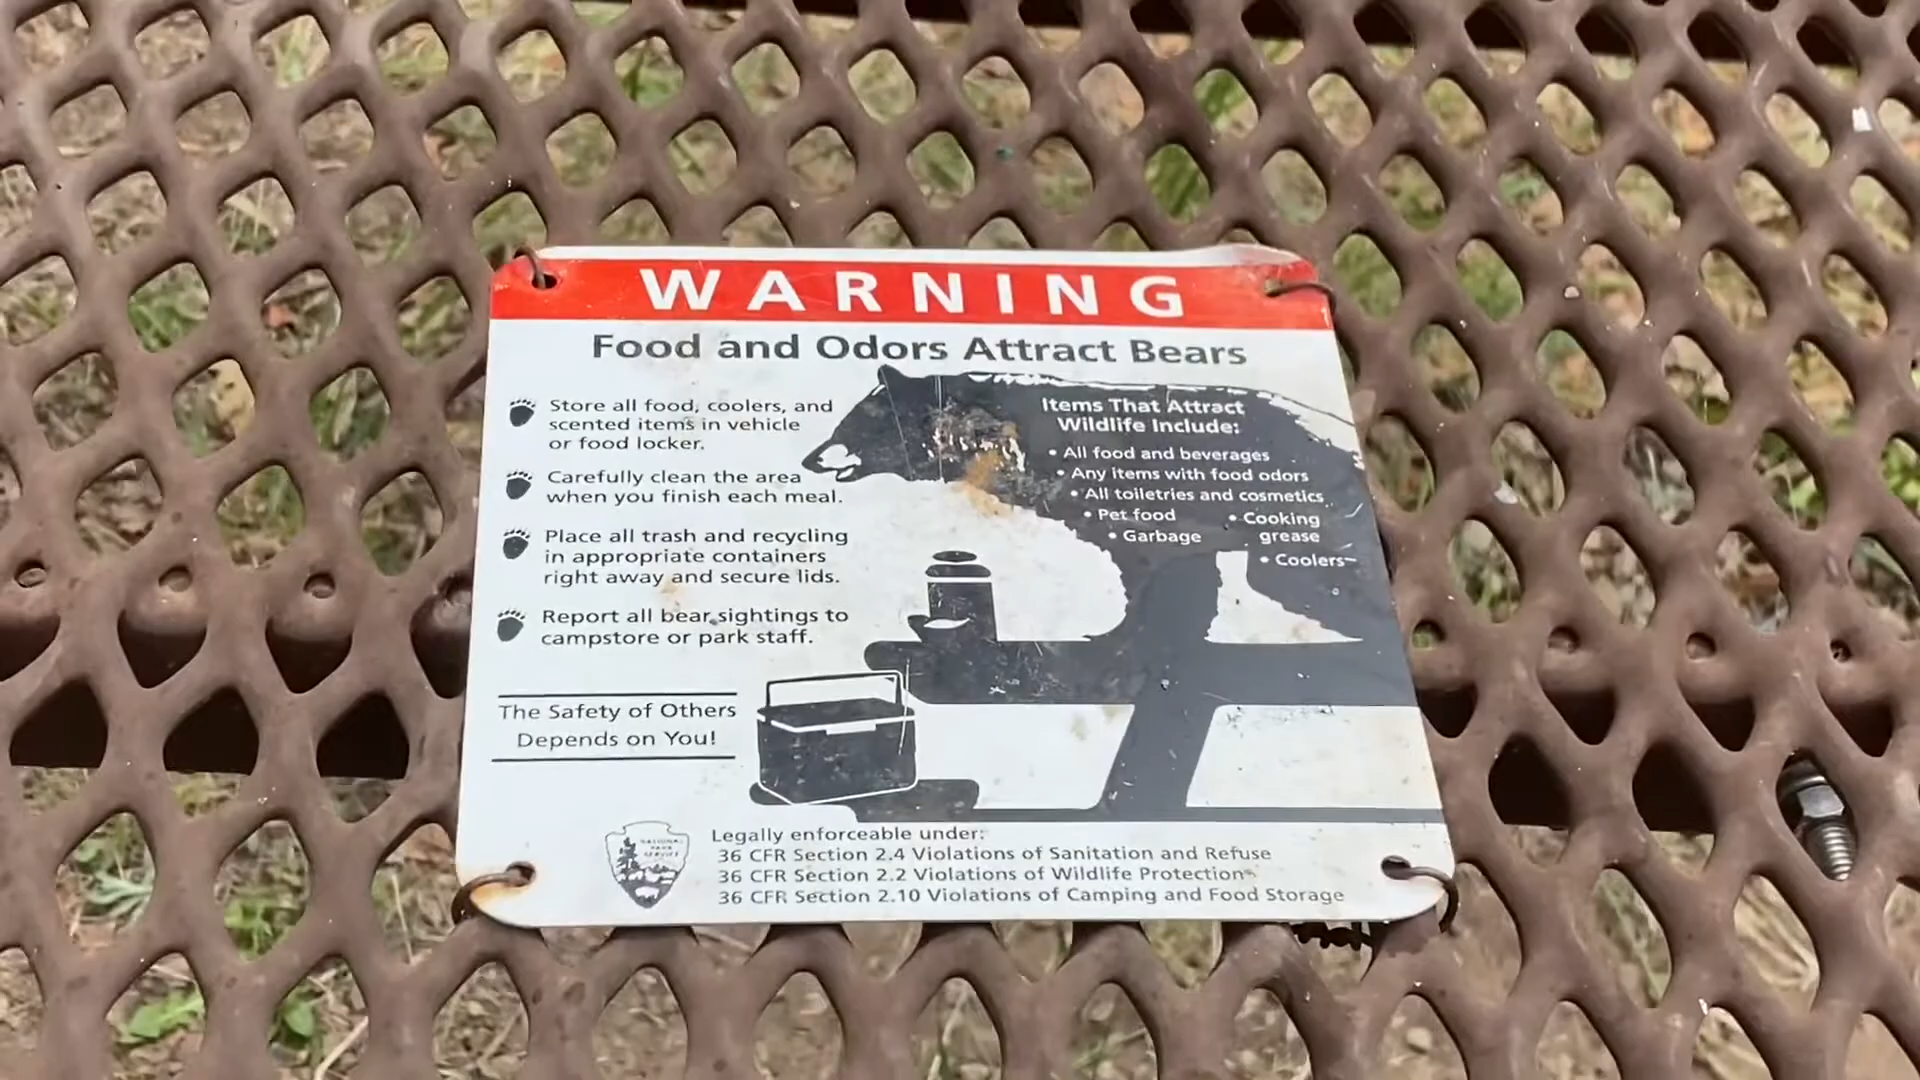 WARNING
Food and Odors Attract Bears
Store all food, coolers, and
scented items in vehicle
or food locker.
Carefully clean the area
when you finish each meal.
Place all trash and recycling
in appropriate containers
right away and secure lids.
Report all bear sightings to
campstore or park staff.
The Safety of Others
Depends on You!
Items That Attract
Wildlife Include:
• All food and beverages
• Any items with food odors
• All toiletries and cosmetics
• Pet food
• Garbage
• Cooking
grease
• Coolers
NATIONAL
PARK
SERVICE
Legally enforceable under:
36 CFR Section 2.4 Violations of Sanitation and Refuse
36 CFR Section 2.2 Violations of Wildlife Protection
36 CFR Section 2.10 Violations of Camping and Food Storage